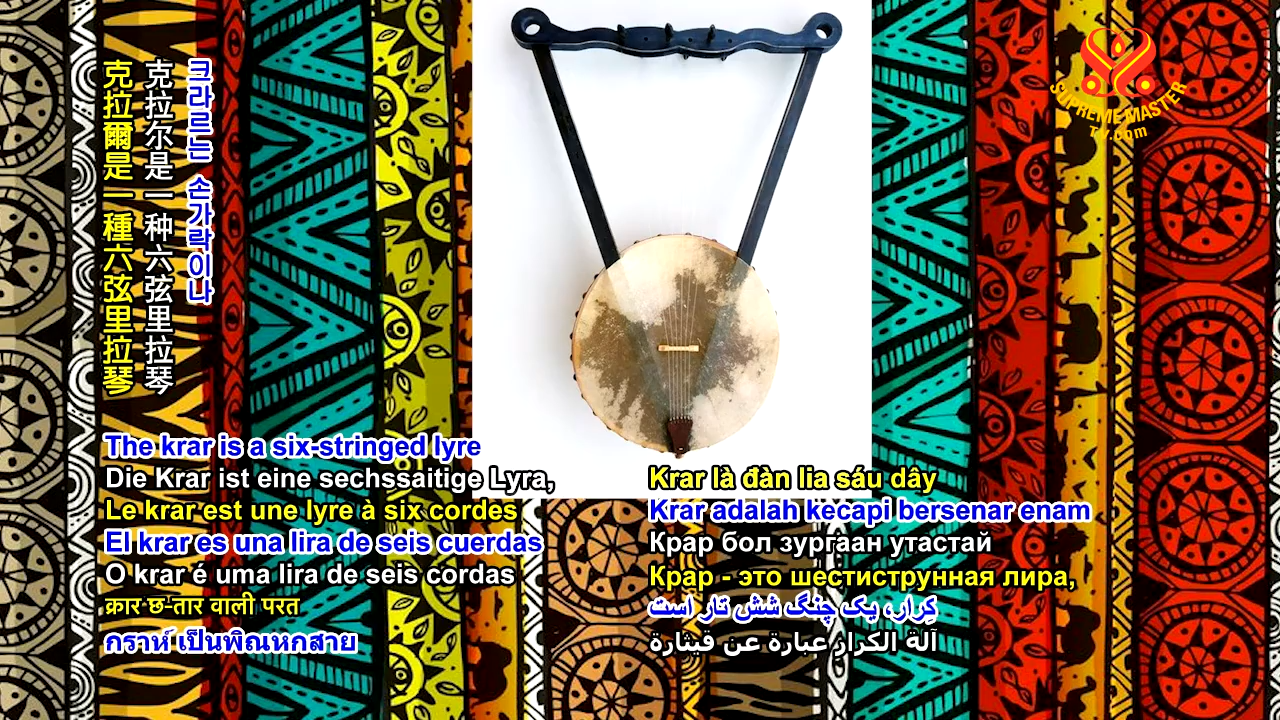 克拉爾是一種六弦里拉琴
克拉尔是一种六弦里拉琴
크라르는 손가락이나
The krar is a six-stringed lyre
Die Krar ist eine sechssaitige Lyra,
Le krar est une lyre à six cordes
El krar es una lira de seis cuerdas
O krar é uma lira de seis cordas
क्रार छ-तार वाली परत
กราห์ เป็นพิณหกสาย
Krar là đàn lia sáu dây
Krar adalah kecapi bersenar enam
Крар бол зургаан утастай
Крар - это шестиструнная лира,
کِرار، یک چنگ شش تار است
آلة الكرار عبارة عن قيثارة
SUPREME MASTER
TV.com